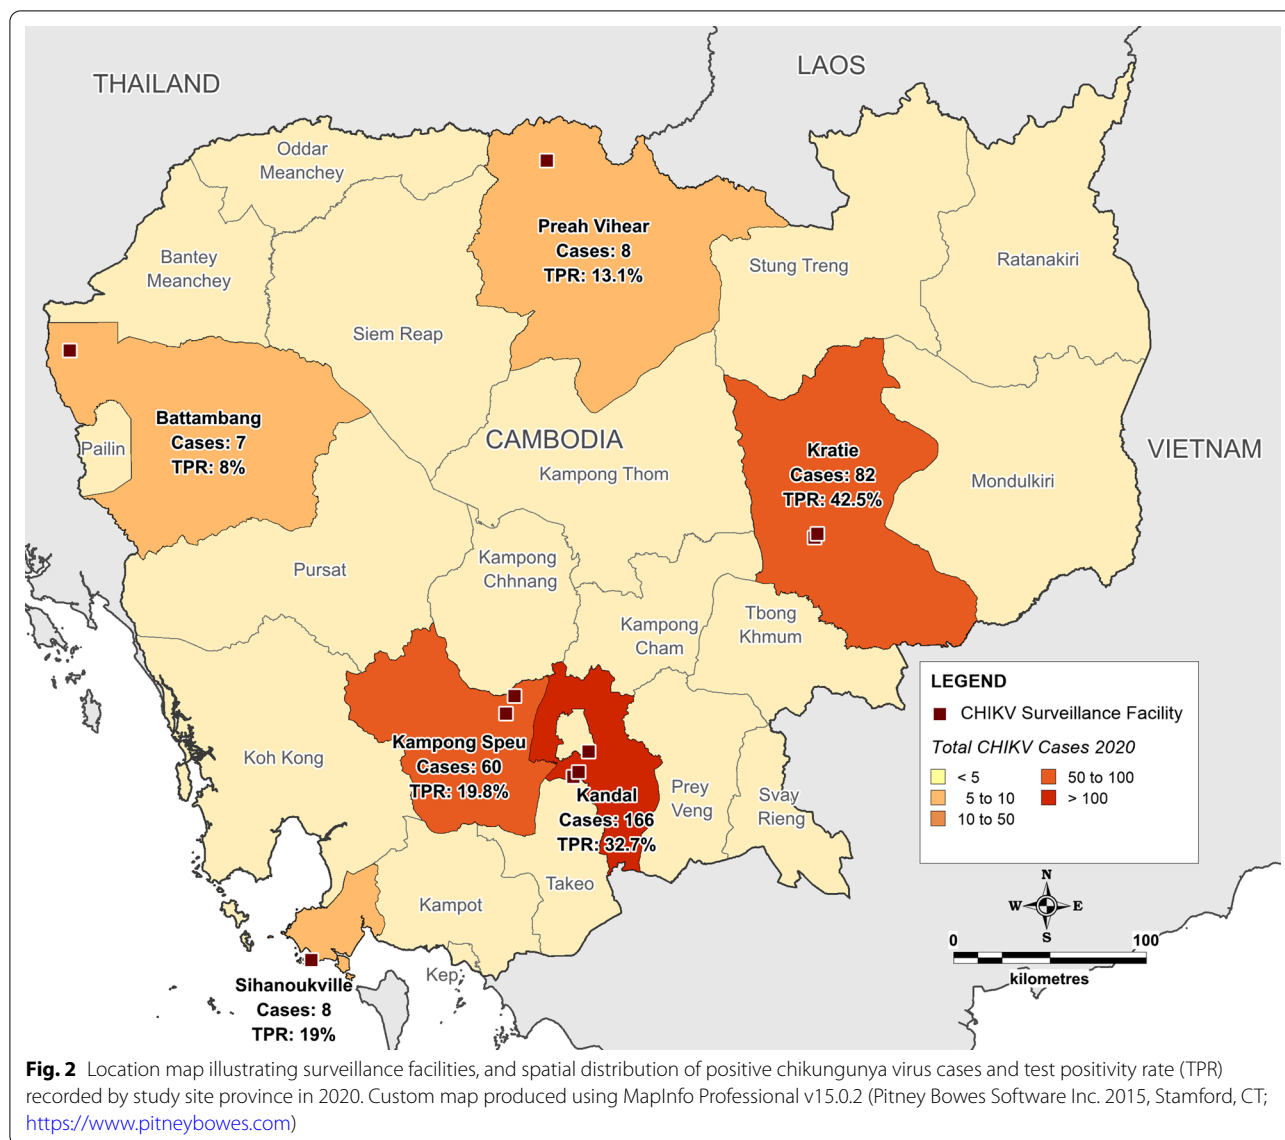 THAILAND
LAOS
Oddar
Meanchey
Preah Vihear
Cases: 8
TPR: 13.1%
Bantey
Meanchey
Stung Treng
Ratanakiri
Siem Reap
Battambang
Cases: 7
TPR: 8%
Pailin
CAMBODIA
Kampong Thom
Kratie
Cases: 82
TPR: 42.5%
VIETNAM
Mondulkiri
Pursat
Kampong
Chhnang
Kampong
Cham
Tbong
Khmum
Koh Kong
Kampong Speu
Cases: 60
TPR: 19.8%
Kandal
Cases: 166
TPR: 32.7%
Prey
Veng
Svay
Rieng
Takeo
Kampot
Kep
Sihanoukville
Cases: 8
TPR: 19%
LEGEND
CHIKV Surveillance Facility
Total CHIKV Cases 2020
< 5
5 to 10
10 to 50
50 to 100
> 100
N
W E
S
0 100
kilometres
Fig. 2 Location map illustrating surveillance facilities, and spatial distribution of positive chikungunya virus cases and test positivity rate (TPR)
recorded by study site province in 2020. Custom map produced using MapInfo Professional v15.0.2 (Pitney Bowes Software Inc. 2015, Stamford, CT;
https://www.pitneybowes.com)